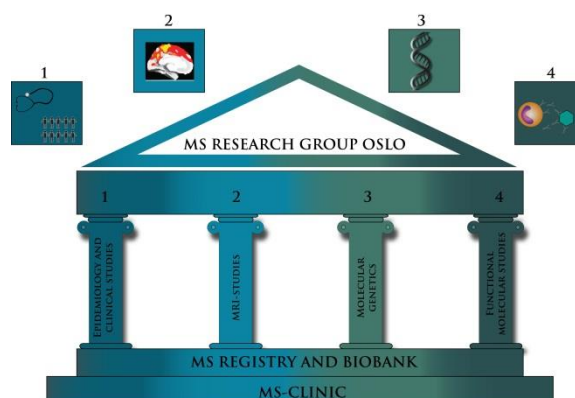 1
2
3
4
MS RESEARCH GROUP OSLO
1
2
3
4
EPIDEMIOLOGY AND
CLINICAL STUDIES
MRI-STUDIES
MOLECULAR
GENETICS
FUNCTIONAL
MOLECULAR STUDIES
MS REGISTRY AND BIOBANK
MS-CLINIC